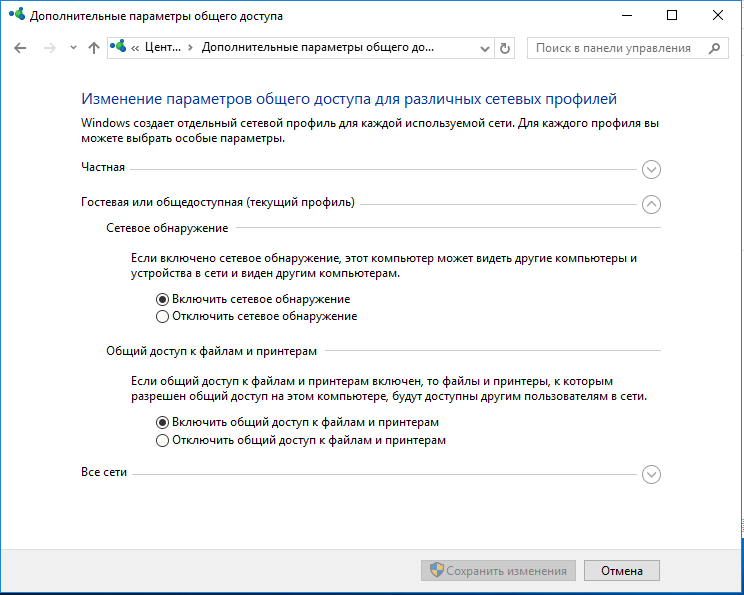 Дополнительные параметры общего доступа
« Цент... > Дополнительные параметры общего до...
Поиск в панели управления
Изменение параметров общего доступа для различных сетевых профилей
Windows создает отдельный сетевой профиль для каждой используемой сети. Для каждого профиля вы
можете выбрать особые параметры.
Частная
Гостевая или общедоступная (текущий профиль)
Сетевое обнаружение
Если включено сетевое обнаружение, этот компьютер может видеть другие компьютеры и
устройства в сети и виден другим компьютерам.
Включить сетевое обнаружение
Отключить сетевое обнаружение
Общий доступ к файлам и принтерам
Если общий доступ к файлам и принтерам включен, то файлы и принтеры, к которым
разрешен общий доступ на этом компьютере, будут доступны другим пользователям в сети.
Включить общий доступ к файлам и принтерам
Отключить общий доступ к файлам и принтерам
Все сети
Сохранить изменения
Отмена